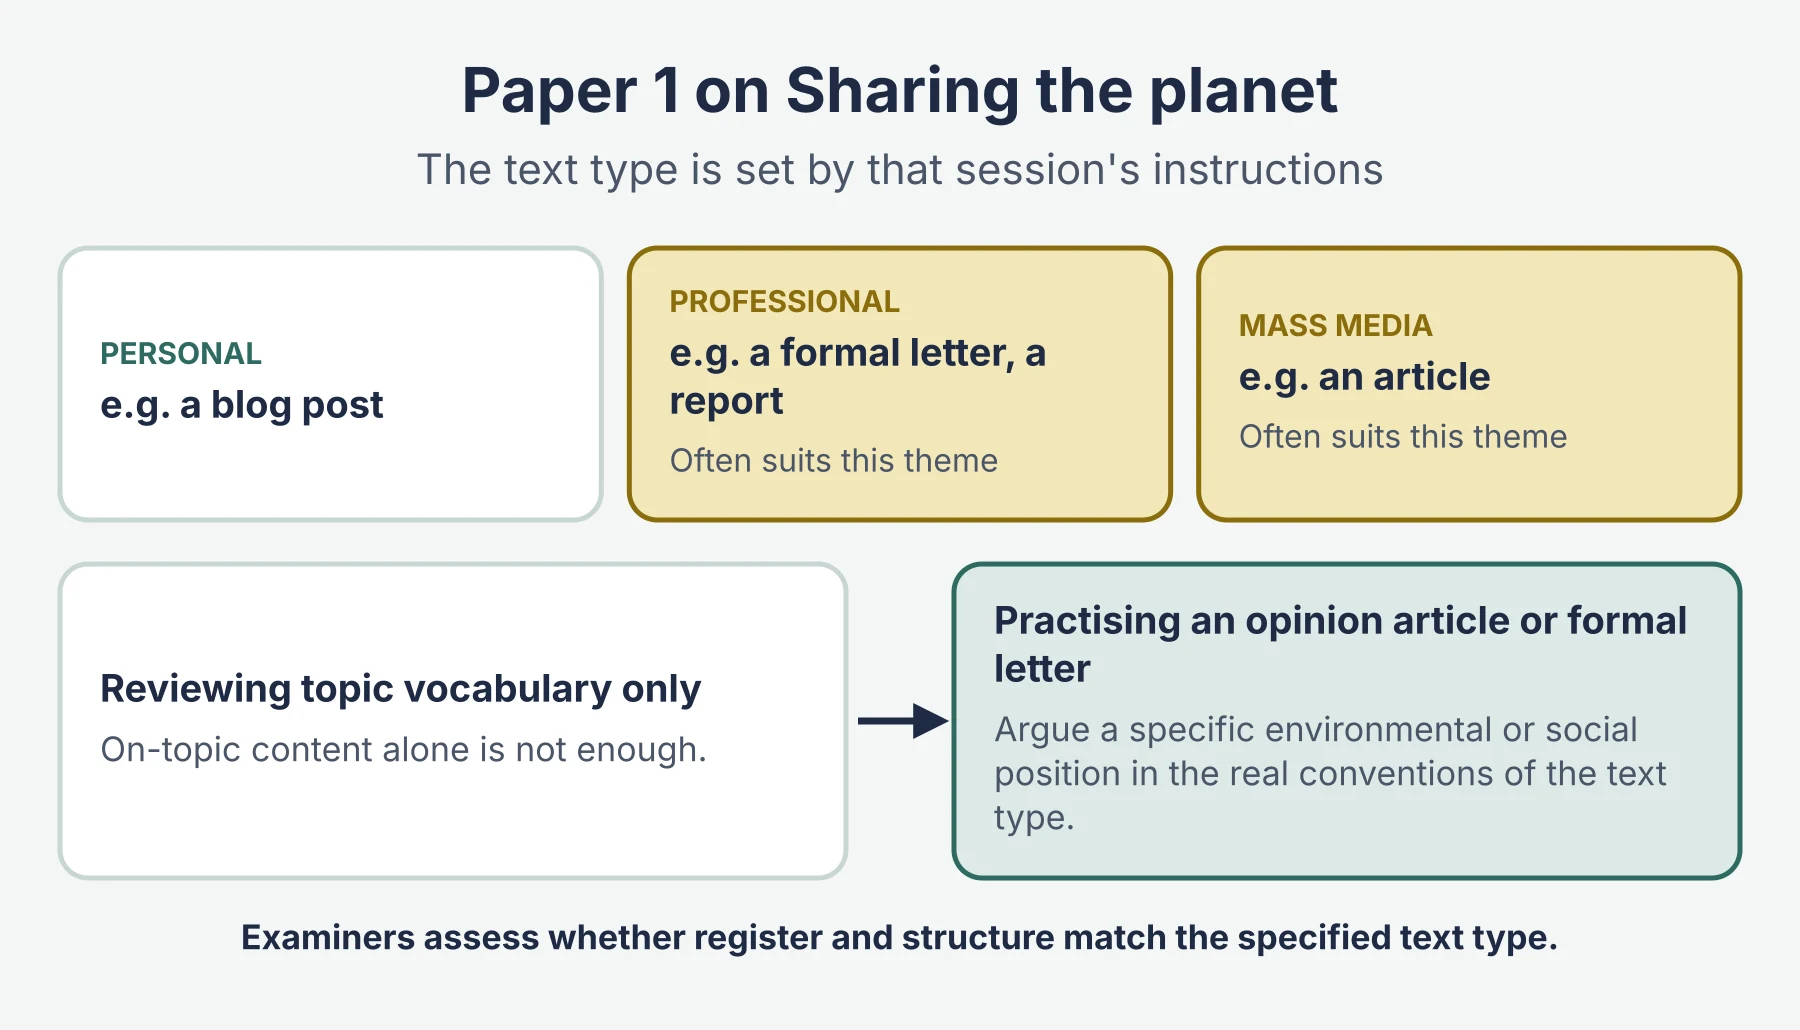 Paper 1 on Sharing the planet
The text type is set by that session's instructions
PERSONAL
e.g. a blog post
PROFESSIONAL
e.g. a formal letter, a
report
Often suits this theme
MASS MEDIA
e.g. an article
Often suits this theme
Reviewing topic vocabulary only
On-topic content alone is not enough.
Practising an opinion article or formal
letter
Argue a specific environmental or social
position in the real conventions of the text
type.
Examiners assess whether register and structure match the specified text type.